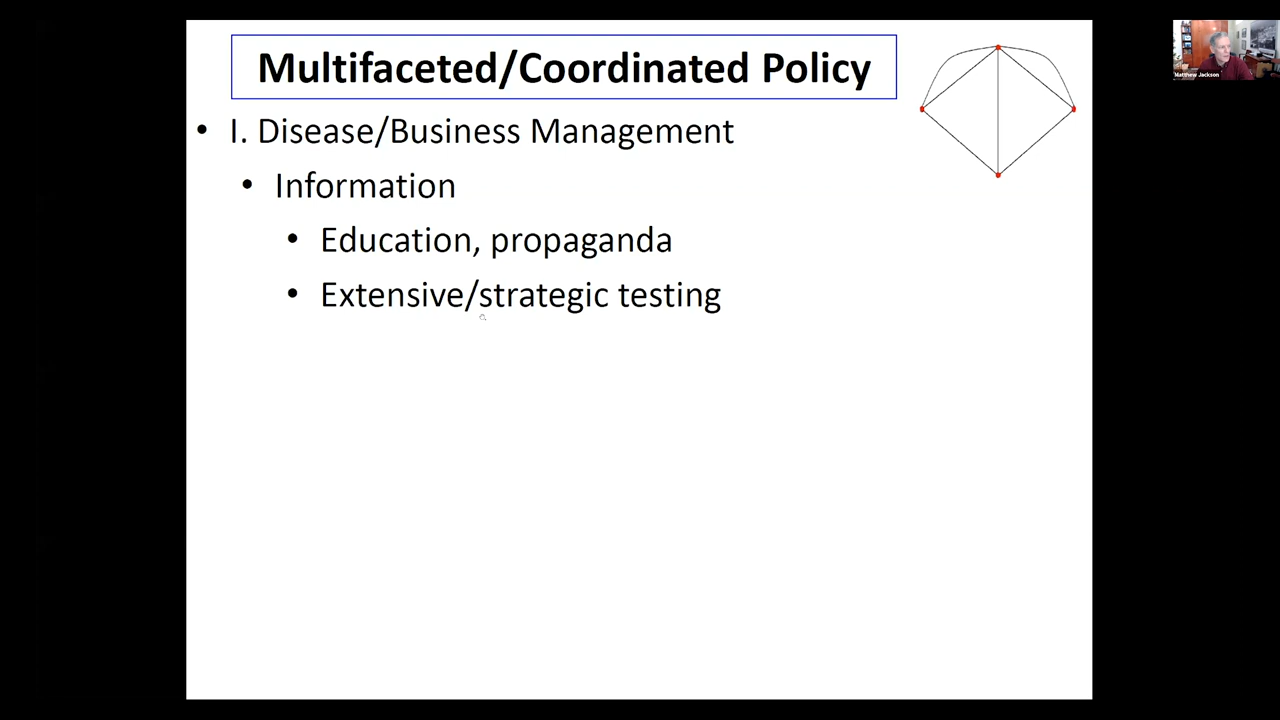 Multifaceted/Coordinated Policy
• I. Disease/Business Management
• Information
• Education, propaganda
• Extensive/strategic testing
Matthew Jackson